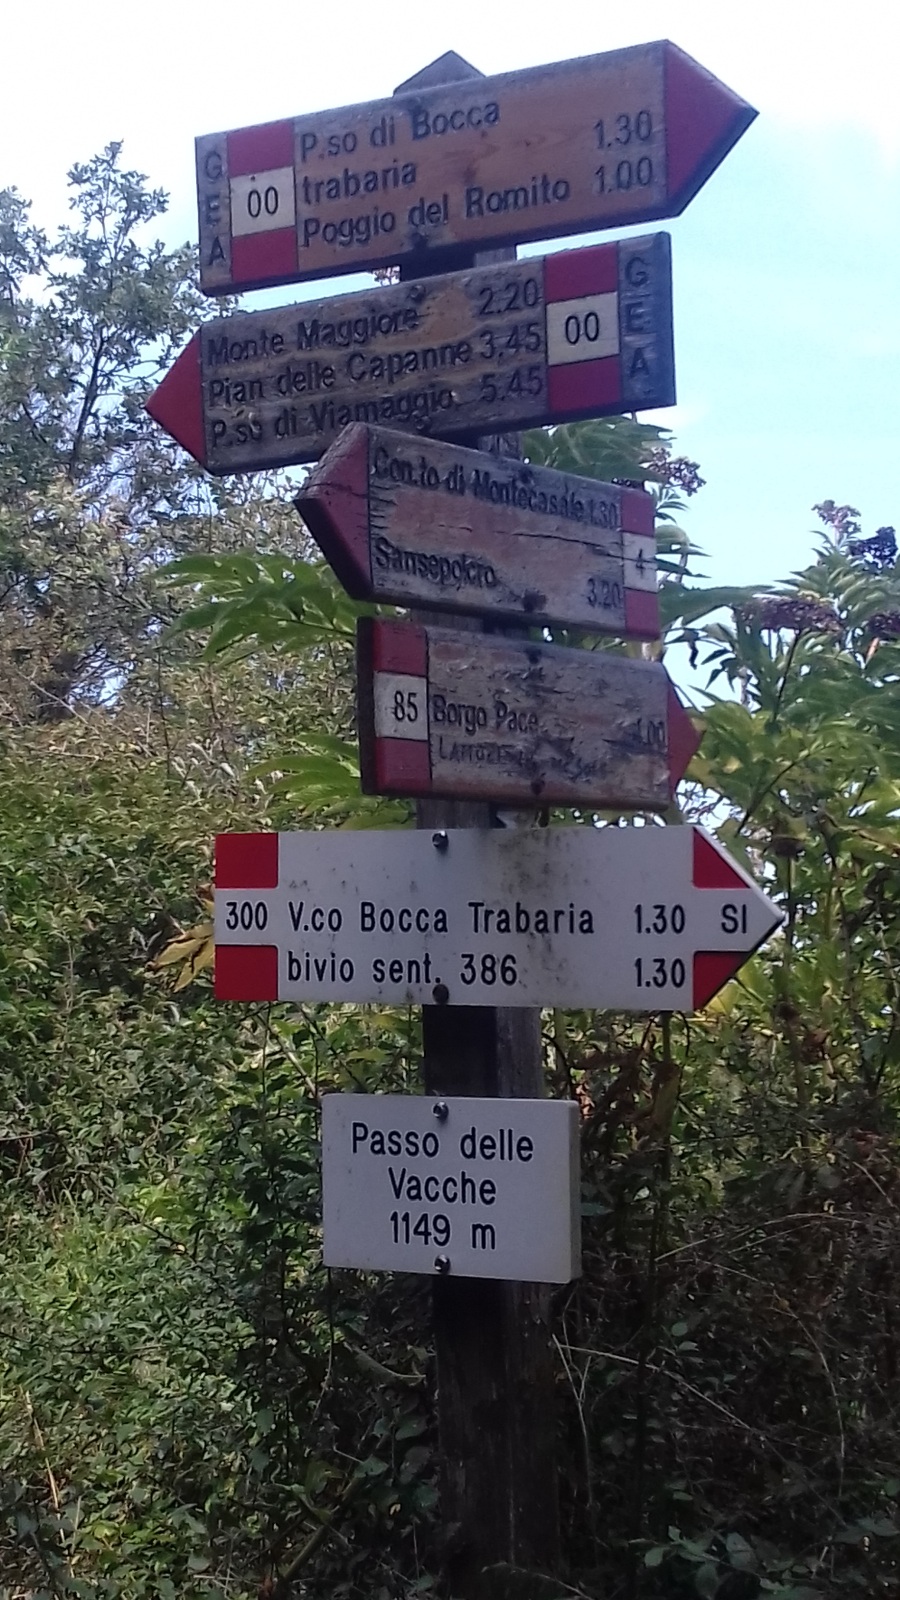 GEA 00 P.so di Bocca
trabaria 1.30
Poggio del Romito 1.00
Monte Maggiore 2.20 00 GEA
Pian delle Capanne 3.45
P.so di Viamaggio 5.45
Con.to di Montecasale 1.30
4
Sansepolcro 3.20
85 Borgo Pace
300 V.co Bocca Trabaria 1.30 SI
bivio sent. 386 1.30
Passo delle
Vacche
1149 m